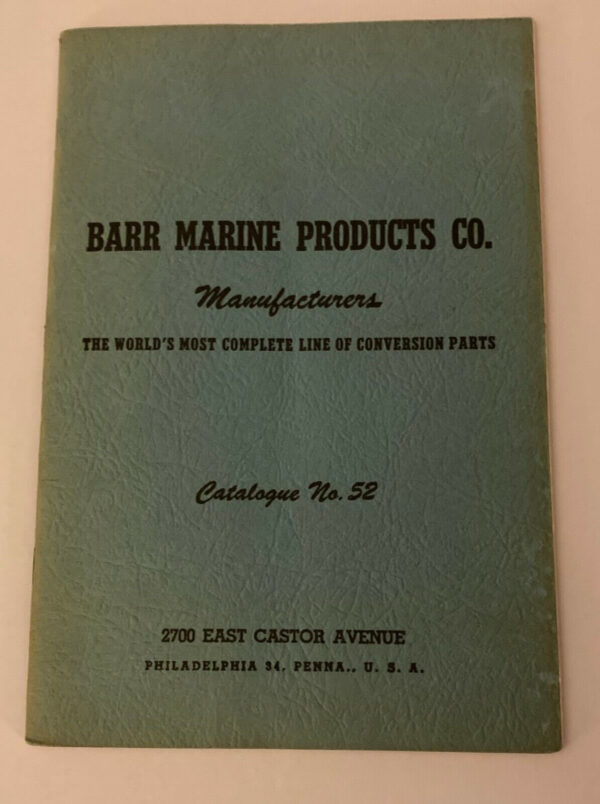 BARR MARINE PRODUCTS CO.
Manufacturers
THE WORLD'S MOST COMPLETE LINE OF CONVERSION PARTS
Catalogue No. 52
2700 EAST CASTOR AVENUE
PHILADELPHIA 34, PENNA., U. S. A.